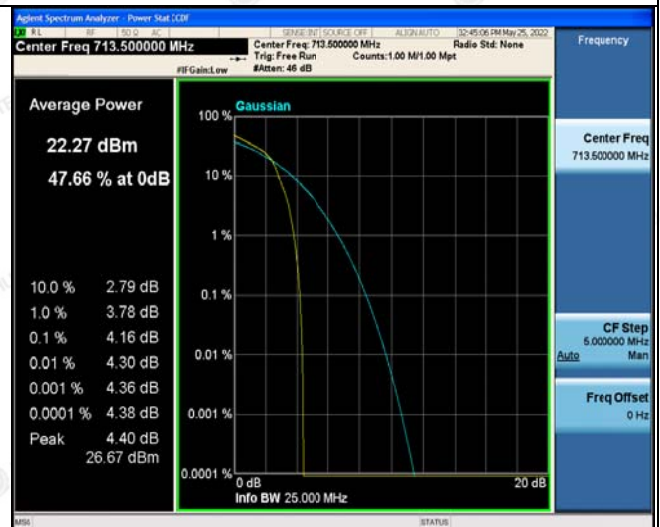 Agilent Spectrum Analyzer - Power Stat CCDF
RL RF 50 Ω AC SENSE:INT SOURCE OFF ALIGNAUTO 02:45:06 PM May 25, 2022
Center Freq 713.500000 MHz
Center Freq: 713.500000 MHz Radio Std: None
Trig: Free Run Counts:1.00 M/1.00 Mpt
#IFGain:Low #Atten: 46 dB
Frequency
Average Power
22.27 dBm
47.66 % at 0dB
10.0 % 2.79 dB
1.0 % 3.78 dB
0.1 % 4.16 dB
0.01 % 4.30 dB
0.001 % 4.36 dB
0.0001 % 4.38 dB
Peak 4.40 dB
26.67 dBm
Gaussian
100 %
10 %
1 %
0.1 %
0.01 %
0.001 %
0.0001 %
0 dB 20 dB
Info BW 25.000 MHz
Center Freq
713.500000 MHz
CF Step
5.000000 MHz
Auto Man
Freq Offset
0 Hz
MSG STATUS